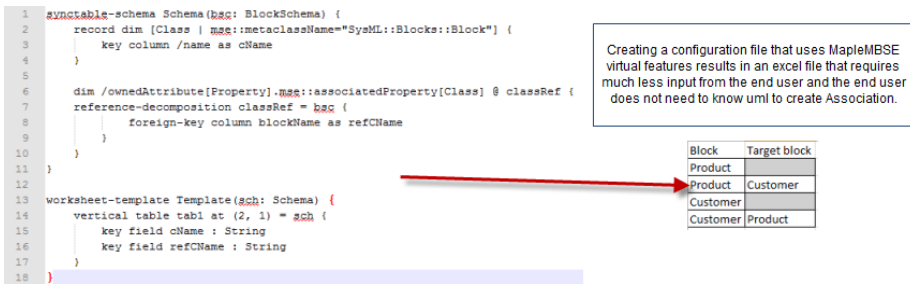 1 synctable-schema Schema(bsc: BlockSchema) {
2 record dim [Class | mse::metaclassName="SysML::Blocks::Block"] {
3 key column /name as cName
4 }
5
6 dim /ownedAttribute[Property].mse::associatedProperty[Class] @ classRef {
7 reference-decomposition classRef = bsc {
8 foreign-key column blockName as refCName
9 }
10 }
11 }
12
13 worksheet-template Template(sch: Schema) {
14 vertical table tab1 at (2, 1) = sch {
15 key field cName : String
16 key field refCName : String
17 }
18 }
Creating a configuration file that uses MapleMBSE
virtual features results in an excel file that requires
much less input from the end user and the end user
does not need to know uml to create Association.
Block Target block
Product
Product Customer
Customer
Customer Product